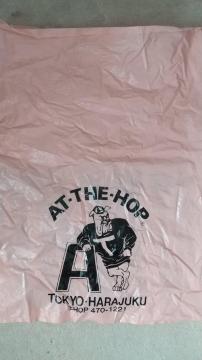 AT·THE·HOP
A
TOKYO·HARAJUKU
SHOP 470-1221